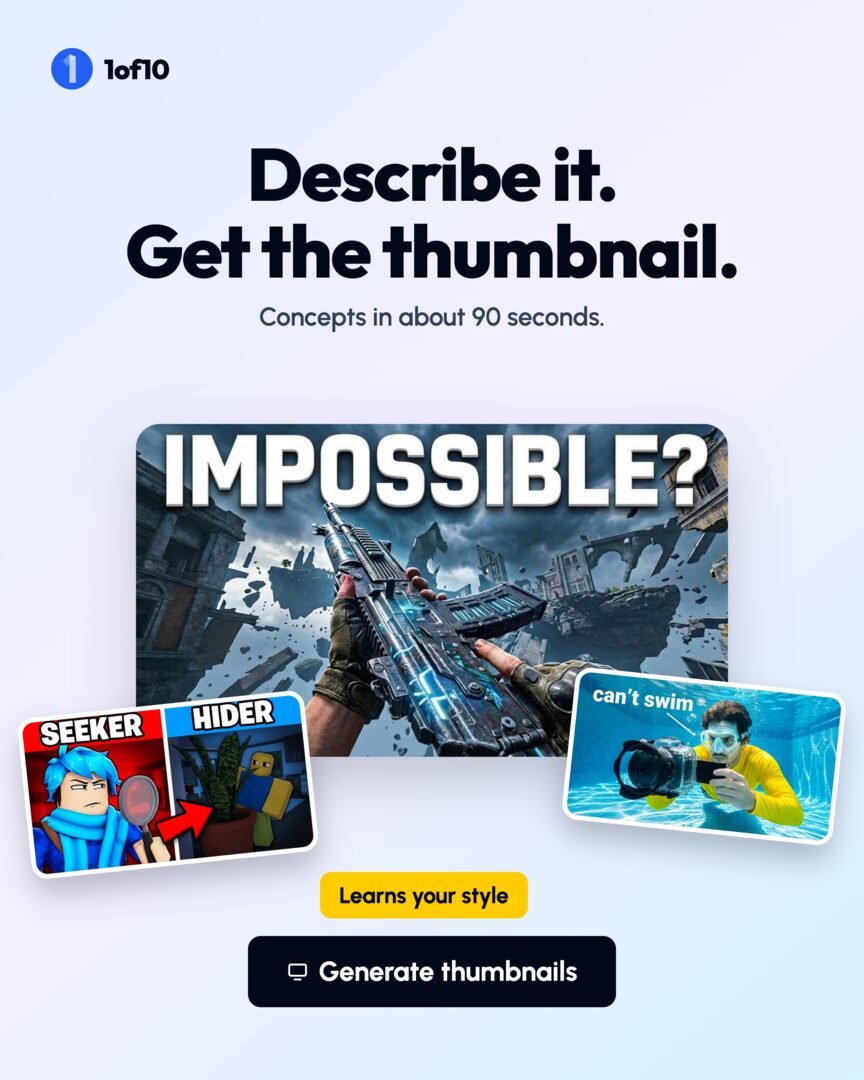 1of10
Describe it.
Get the thumbnail.
Concepts in about 90 seconds.
IMPOSSIBLE?
SEEKER
HIDER
can't swim
Learns your style
Generate thumbnails